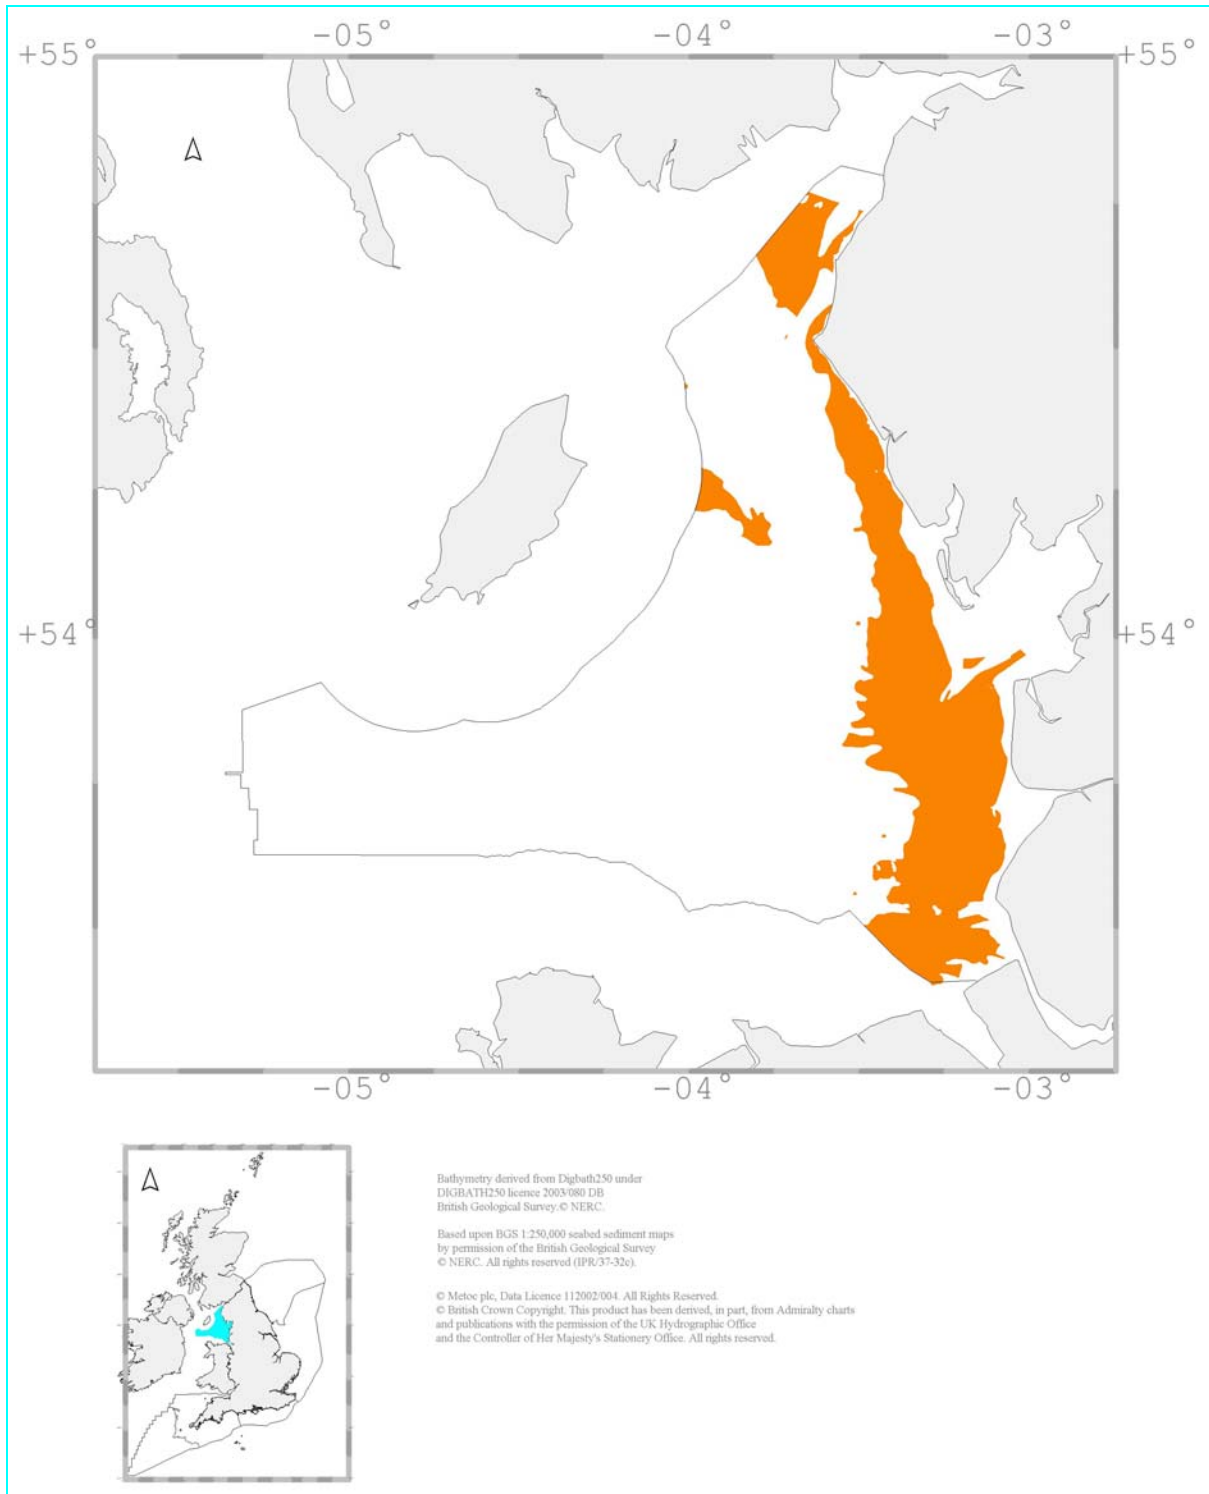 -05° -04° -03°
+55° +55°
+54° +54°
-05° -04° -03°
Bathymetry derived from Digbath250 under
DIGBATH250 licence 2003/080 DB
British Geological Survey.© NERC.
Based upon BGS 1:250,000 seabed sediment maps
by permission of the British Geological Survey
© NERC. All rights reserved (IPR/37-32c).
© Metoc plc, Data Licence 112002/004. All Rights Reserved.
© British Crown Copyright. This product has been derived, in part, from Admiralty charts
and publications with the permission of the UK Hydrographic Office
and the Controller of Her Majesty's Stationery Office. All rights reserved.